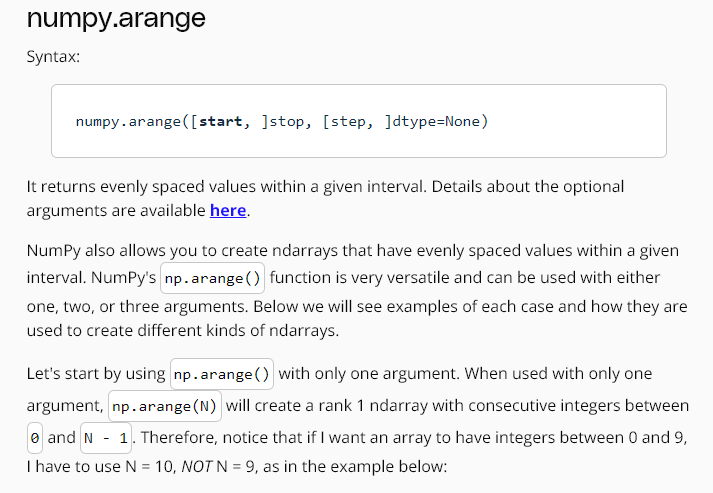 numpy.arange
Syntax:
numpy.arange([start, ]stop, [step, ]dtype=None)
It returns evenly spaced values within a given interval. Details about the optional
arguments are available here.
NumPy also allows you to create ndarrays that have evenly spaced values within a given
interval. NumPy's np.arange() function is very versatile and can be used with either
one, two, or three arguments. Below we will see examples of each case and how they are
used to create different kinds of ndarrays.
Let's start by using np.arange() with only one argument. When used with only one
argument, np.arange(N) will create a rank 1 ndarray with consecutive integers between
0 and N - 1. Therefore, notice that if I want an array to have integers between 0 and 9,
I have to use N = 10, NOT N = 9, as in the example below: